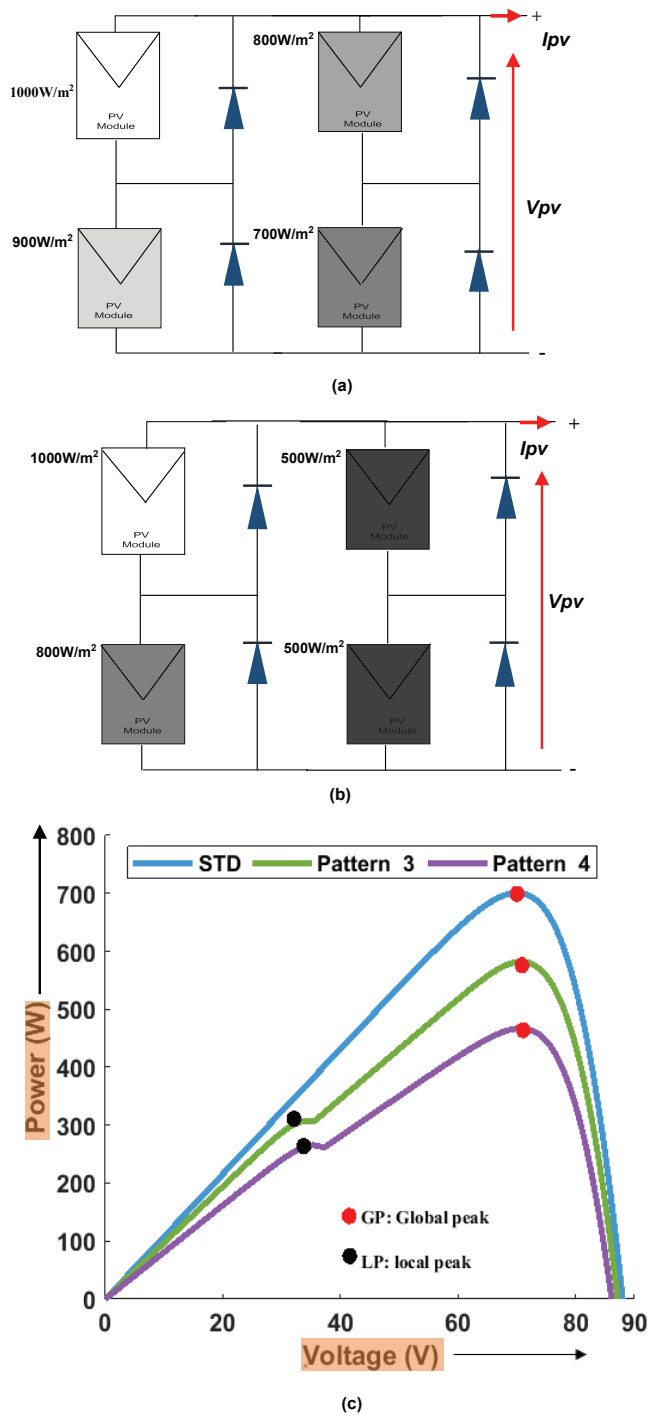 800W/m²
+
Ipv
1000W/m²
PV
Module
PV
Module
Vpv
900W/m²
700W/m²
PV
Module
PV
Module
-
(a)
+
1000W/m²
500W/m²
Ipv
PV
Module
PV
Module
Vpv
800W/m²
500W/m²
PV
Module
PV
Module
-
(b)
800
STD Pattern 3 Pattern 4
700
600
500
400
300
200
100
0
Power (W)
GP: Global peak
LP: local peak
0 20 40 60 80 90
Voltage (V)
(c)